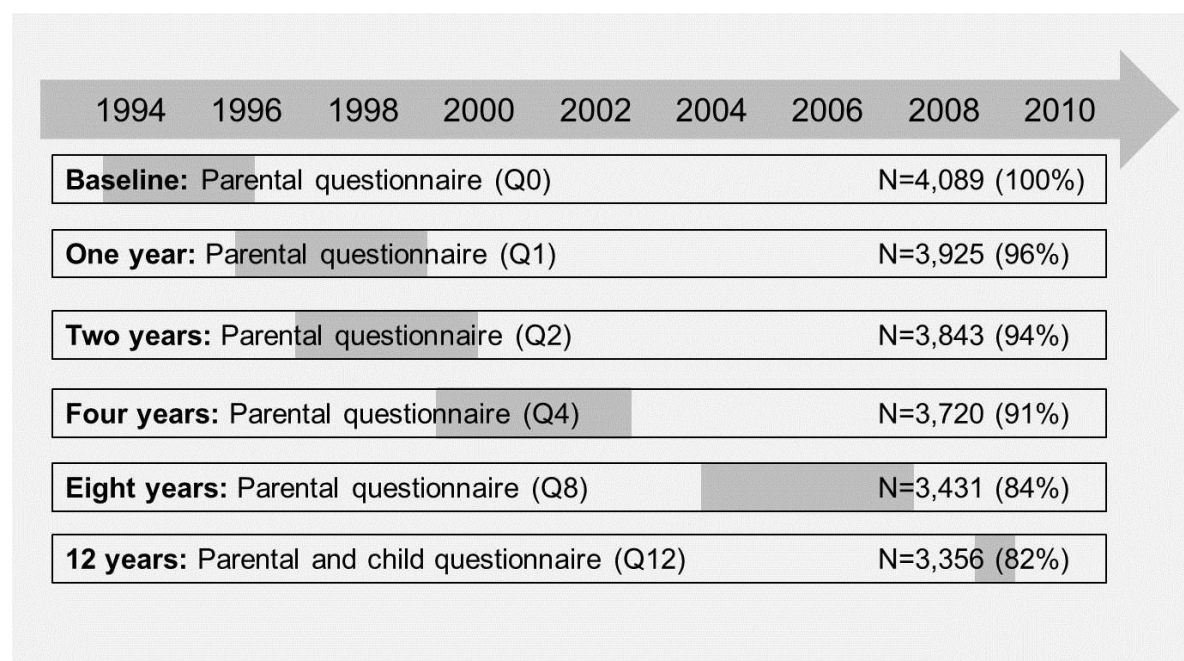 1994 1996 1998 2000 2002 2004 2006 2008 2010
Baseline: Parental questionnaire (Q0) N=4,089 (100%)
One year: Parental questionnaire (Q1) N=3,925 (96%)
Two years: Parental questionnaire (Q2) N=3,843 (94%)
Four years: Parental questionnaire (Q4) N=3,720 (91%)
Eight years: Parental questionnaire (Q8) N=3,431 (84%)
12 years: Parental and child questionnaire (Q12) N=3,356 (82%)